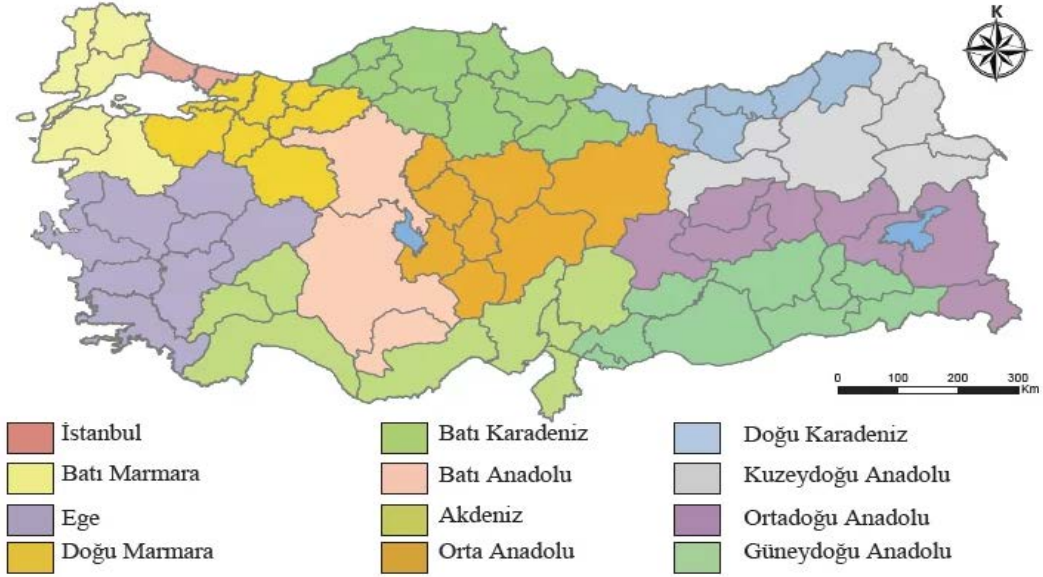 K
0 100 200 300
Km
İstanbul
Batı Marmara
Ege
Doğu Marmara
Batı Karadeniz
Batı Anadolu
Akdeniz
Orta Anadolu
Doğu Karadeniz
Kuzeydoğu Anadolu
Ortadoğu Anadolu
Güneydoğu Anadolu